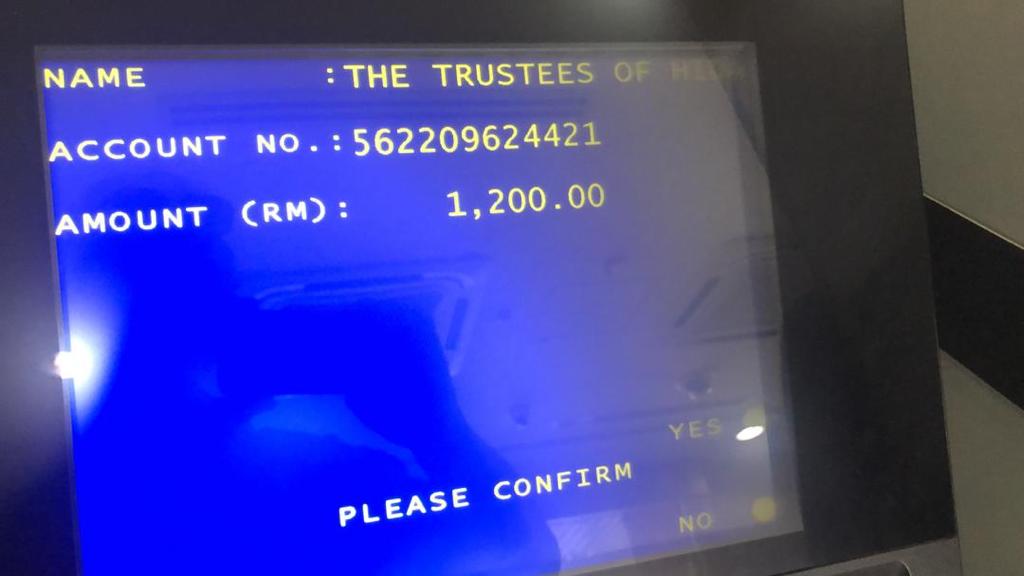 NAME :THE TRUSTEES OF
ACCOUNT NO.:562209624421
AMOUNT (RM): 1,200.00
YES
PLEASE CONFIRM
NO